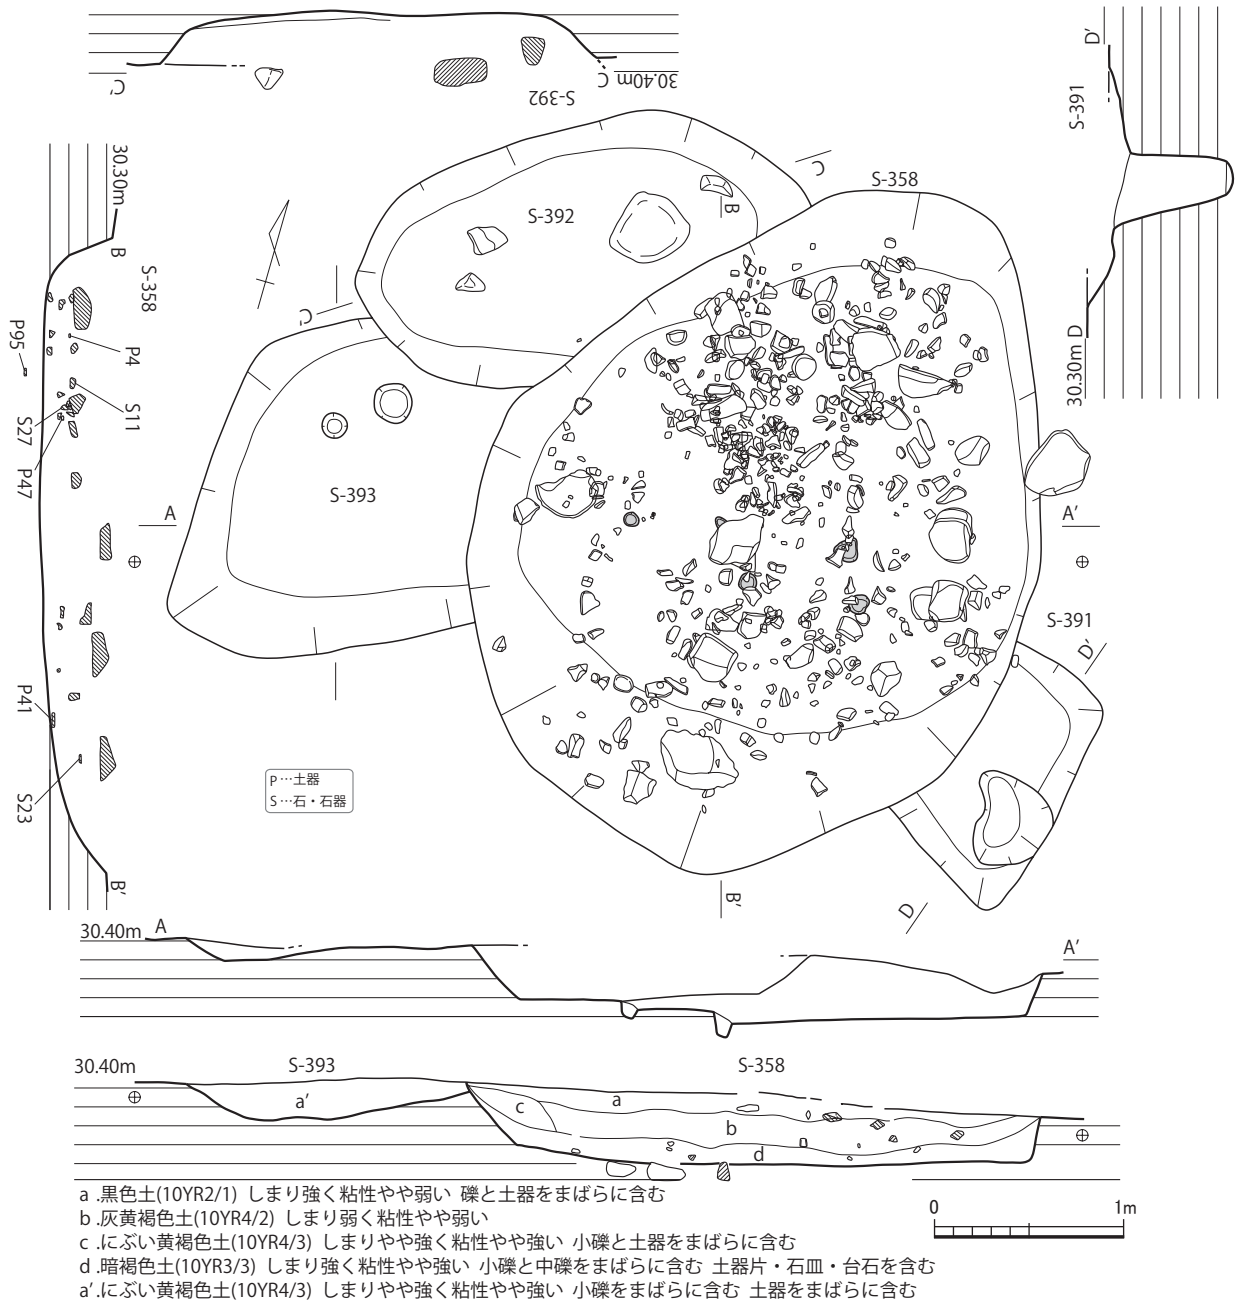 C′
C
30.40m
S-392
D′
S-391
30.30m D
30.30m
B
S-358
P95
P4
S11
S27
P47
P41
S23
B′
C
S-358
B
S-392
C′
S-393
A
A′
S-391
D′
D
B′
P…土器
S…石・石器
30.40m A
A′
30.40m
S-393
S-358
a′
c
a
b
d
a .黒色土(10YR2/1) しまり強く粘性やや弱い 礫と土器をまばらに含む
b .灰黄褐色土(10YR4/2) しまり弱く粘性やや弱い
c .にぶい黄褐色土(10YR4/3) しまりやや強く粘性やや強い 小礫と土器をまばらに含む
d .暗褐色土(10YR3/3) しまり強く粘性やや強い 小礫と中礫をまばらに含む 土器片・石皿・台石を含む
a′.にぶい黄褐色土(10YR4/3) しまりやや強く粘性やや強い 小礫をまばらに含む 土器をまばらに含む
0
1m